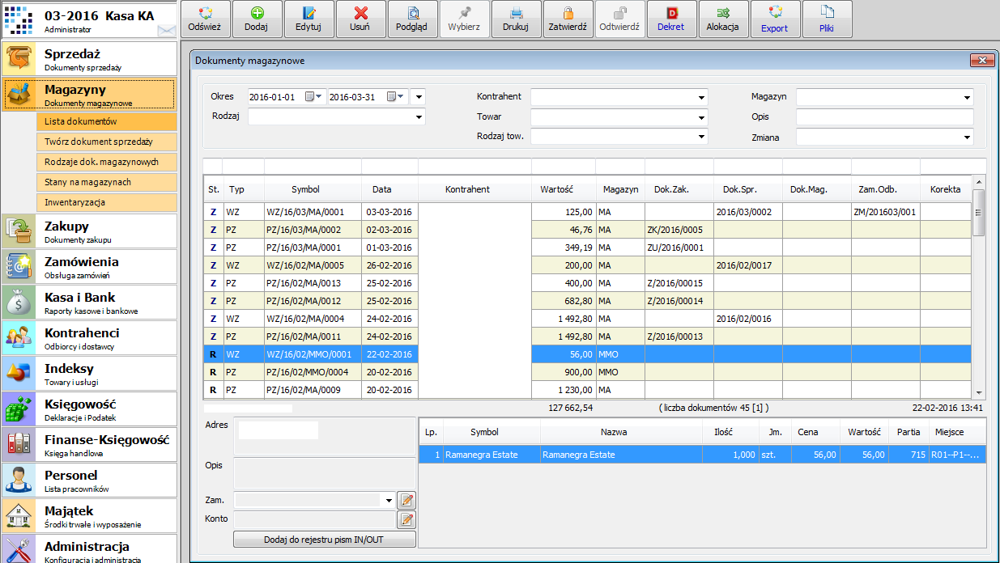 03-2016 Kasa KA
Administrator
Odśwież
Dodaj
Edytuj
Usuń
Podgląd
Wybierz
Drukuj
Zatwierdź
Odtwierdź
D
Dekret
Alokacja
Export
Pliki
Sprzedaż
Dokumenty sprzedaży
Magazyny
Dokumenty magazynowe
Lista dokumentów
Twórz dokument sprzedaży
Rodzaje dok. magazynowych
Stany na magazynach
Inwentaryzacja
Zakupy
Dokumenty zakupu
Zamówienia
Obsługa zamówień
Kasa i Bank
Raporty kasowe i bankowe
Kontrahenci
Odbiorcy i dostawcy
Indeksy
Towary i usługi
Księgowość
Deklaracje i Podatek
Finanse-Księgowość
Księga handlowa
Personel
Lista pracowników
Majątek
Środki trwałe i wyposażenie
Administracja
Konfiguracja i administracja
Dokumenty magazynowe
Okres 2016-01-01 2016-03-31 Kontrahent Magazyn
Rodzaj Towar Opis
Rodzaj tow. Zmiana
St. Typ Symbol Data Kontrahent Wartość Magazyn Dok.Zak. Dok.Spr. Dok.Mag. Zam.Odb. Korekta
Z WZ WZ/16/03/MA/0001 03-03-2016 125,00 MA 2016/03/0002 ZM/201603/001
Z PZ PZ/16/03/MA/0002 02-03-2016 46,76 MA ZK/2016/0005
Z PZ PZ/16/03/MA/0001 01-03-2016 349,19 MA ZU/2016/0001
Z WZ WZ/16/02/MA/0005 26-02-2016 200,00 MA 2016/02/0017
Z PZ PZ/16/02/MA/0013 25-02-2016 400,00 MA Z/2016/00015
Z PZ PZ/16/02/MA/0012 25-02-2016 682,80 MA Z/2016/00014
Z WZ WZ/16/02/MA/0004 24-02-2016 1 492,80 MA 2016/02/0016
Z PZ PZ/16/02/MA/0011 24-02-2016 1 492,80 MA Z/2016/00013
R WZ WZ/16/02/MMO/0001 22-02-2016 56,00 MMO
R PZ PZ/16/02/MMO/0004 20-02-2016 900,00 MMO
R PZ PZ/16/02/MA/0009 20-02-2016 1 230,00 MA
127 662,54 ( liczba dokumentów 45 [1] ) 22-02-2016 13:41
Adres
Opis
Zam.
Konto
Dodaj do rejestru pism IN/OUT
Lp. Symbol Nazwa Ilość Jm. Cena Wartość Partia Miejsce
1 Ramanegra Estate Ramanegra Estate 1,000 szt. 56,00 56,00 715 R01--P1--...